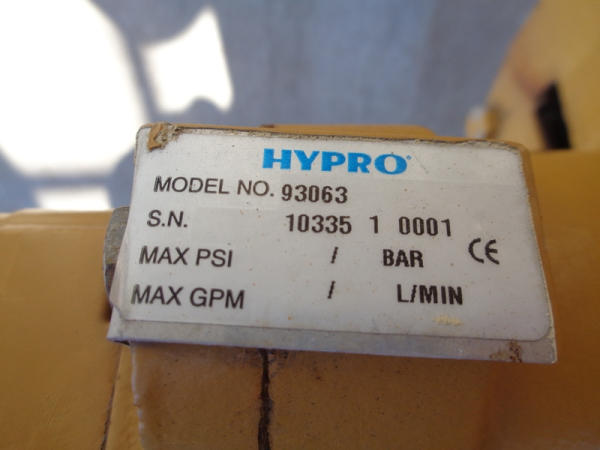 HYPRO®
MODEL NO. 93063
S.N. 10335 1 0001
MAX PSI / BAR CE
MAX GPM / L/MIN